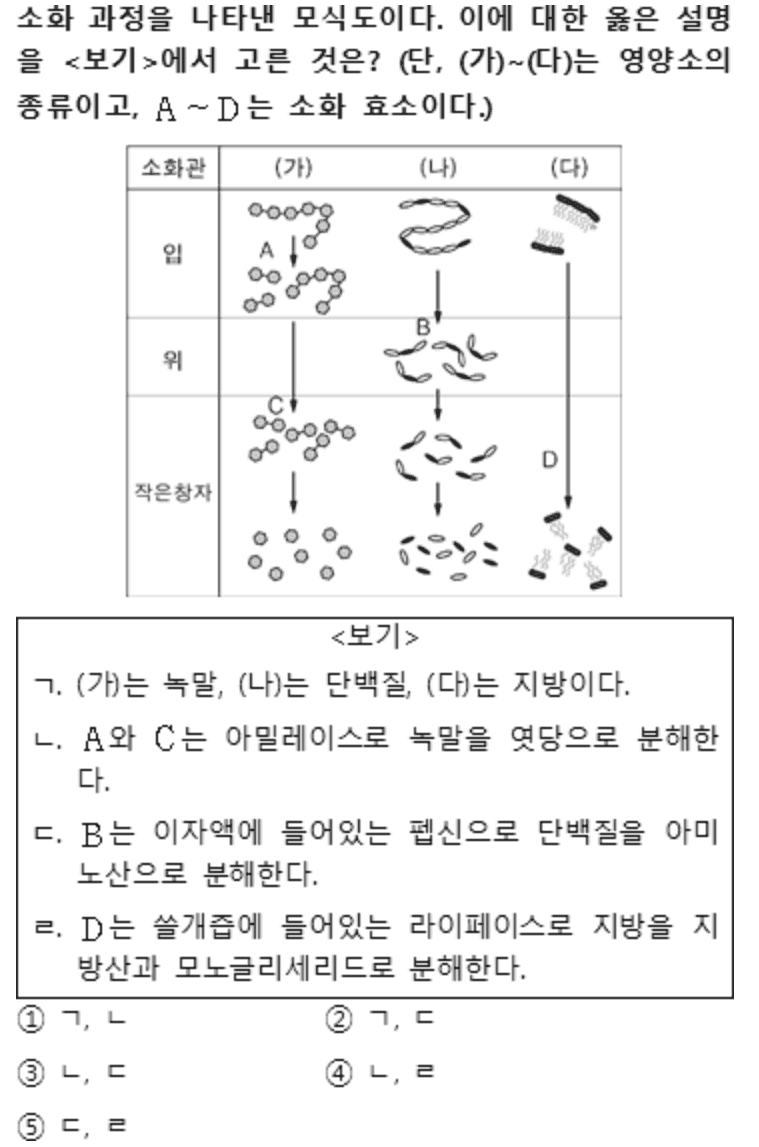 소화 과정을 나타낸 모식도이다. 이에 대한 옳은 설명
을 <보기>에서 고른 것은? (단, (가)~(다)는 영양소의
종류이고, A ~ D는 소화 효소이다.)
소화관 (가) (나) (다)
입
A
B
위
C
작은창자
D
<보기>
ㄱ. (가)는 녹말, (나)는 단백질, (다)는 지방이다.
ㄴ. A와 C는 아밀레이스로 녹말을 엿당으로 분해한
다.
ㄷ. B는 이자액에 들어있는 펩신으로 단백질을 아미
노산으로 분해한다.
ㄹ. D는 쓸개즙에 들어있는 라이페이스로 지방을 지
방산과 모노글리세리드로 분해한다.
① ㄱ, ㄴ ② ㄱ, ㄷ
③ ㄴ, ㄷ ④ ㄴ, ㄹ
⑤ ㄷ, ㄹ